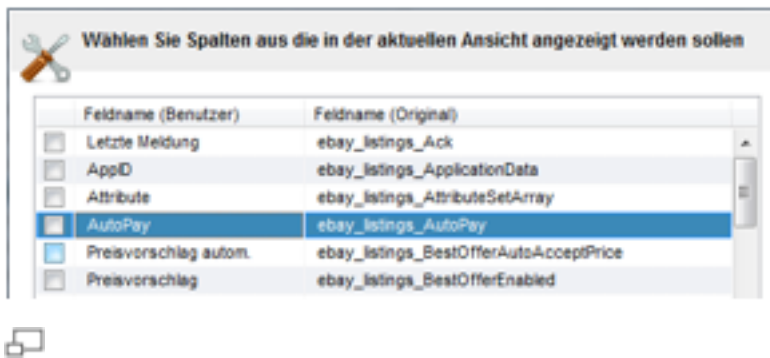 Wählen Sie Spalten aus die in der aktuellen Ansicht angezeigt werden sollen
Feldname (Benutzer) Feldname (Original)
Letzte Meldung ebay_listings_Ack
AppID ebay_listings_ApplicationData
Attribute ebay_listings_AttributeSetArray
AutoPay ebay_listings_AutoPay
Preisvorschlag autom. ebay_listings_BestOfferAutoAcceptPrice
Preisvorschlag ebay_listings_BestOfferEnabled